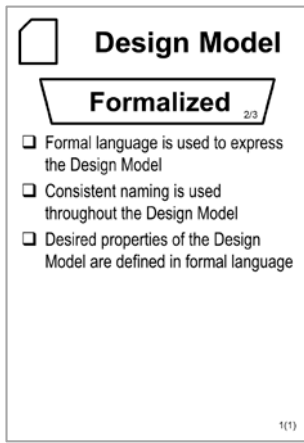 Design Model
Formalized
2/3
❑ Formal language is used to express
the Design Model
❑ Consistent naming is used
throughout the Design Model
❑ Desired properties of the Design
Model are defined in formal language
1(1)